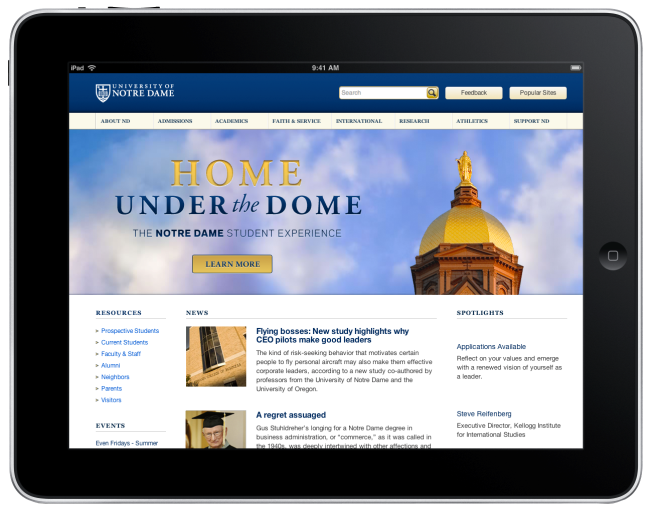 iPad
9:41 AM
UNIVERSITY OF
NOTRE DAME
Search
Feedback
Popular Sites
ABOUT ND
ADMISSIONS
ACADEMICS
FAITH & SERVICE
INTERNATIONAL
RESEARCH
ATHLETICS
SUPPORT ND
HOME
UNDER the DOME
THE NOTRE DAME STUDENT EXPERIENCE
LEARN MORE
RESOURCES
Prospective Students
Current Students
Faculty & Staff
Alumni
Neighbors
Parents
Visitors
EVENTS
Even Fridays - Summer
NEWS
Flying bosses: New study highlights why
CEO pilots make good leaders
The kind of risk-seeking behavior that motivates certain
people to fly personal aircraft may also make them effective
corporate leaders, according to a new study co-authored by
professors from the University of Notre Dame and the
University of Oregon.
A regret assuaged
Gus Stuhldreher's longing for a Notre Dame degree in
business administration, or "commerce," as it was called in
the 1940s, was deeply intertwined with other affections and
SPOTLIGHTS
Applications Available
Reflect on your values and emerge
with a renewed vision of yourself as
a leader.
Steve Reifenberg
Executive Director, Kellogg Institute
for International Studies